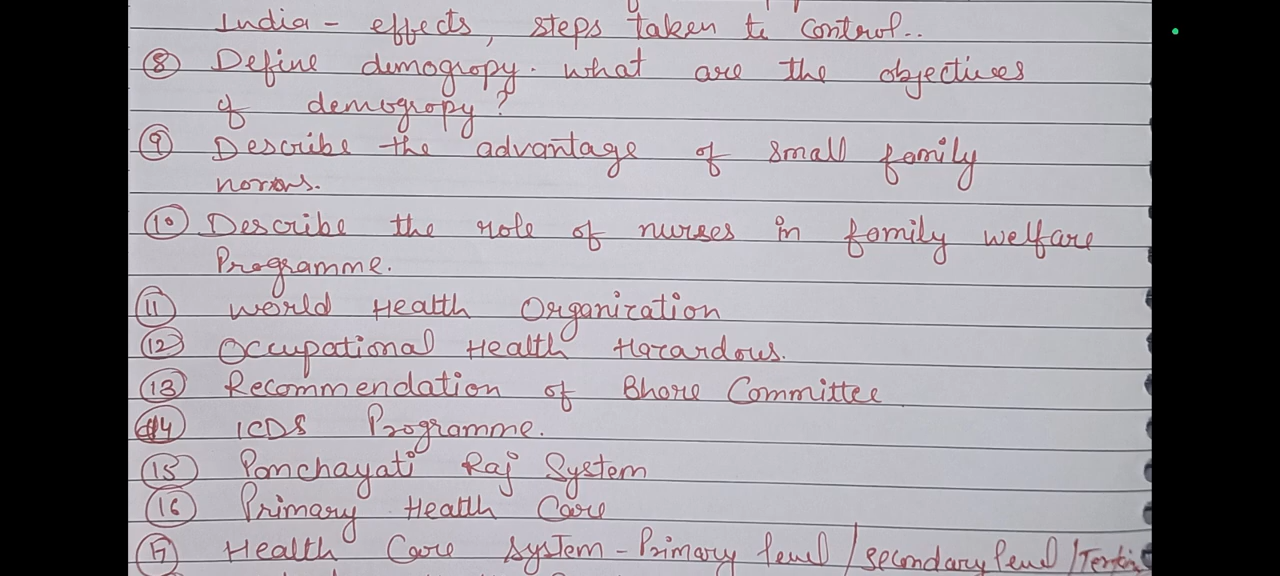 India - effects, steps taken to control..
⑧ Define demogropy. what are the objectives
of demogropy?
⑨ Describe the advantage of small family
norms.
⑩ Describe the role of nurses in family welfare
Programme.
⑪ World Health Organization
⑫ Occupational Health Hazardous.
⑬ Recommendation of Bhore Committee
⑭ ICDS Programme.
⑮ Panchayati Raj System
⑯ Primary Health Care
⑰ Health Care System - Primary level / secondary level /